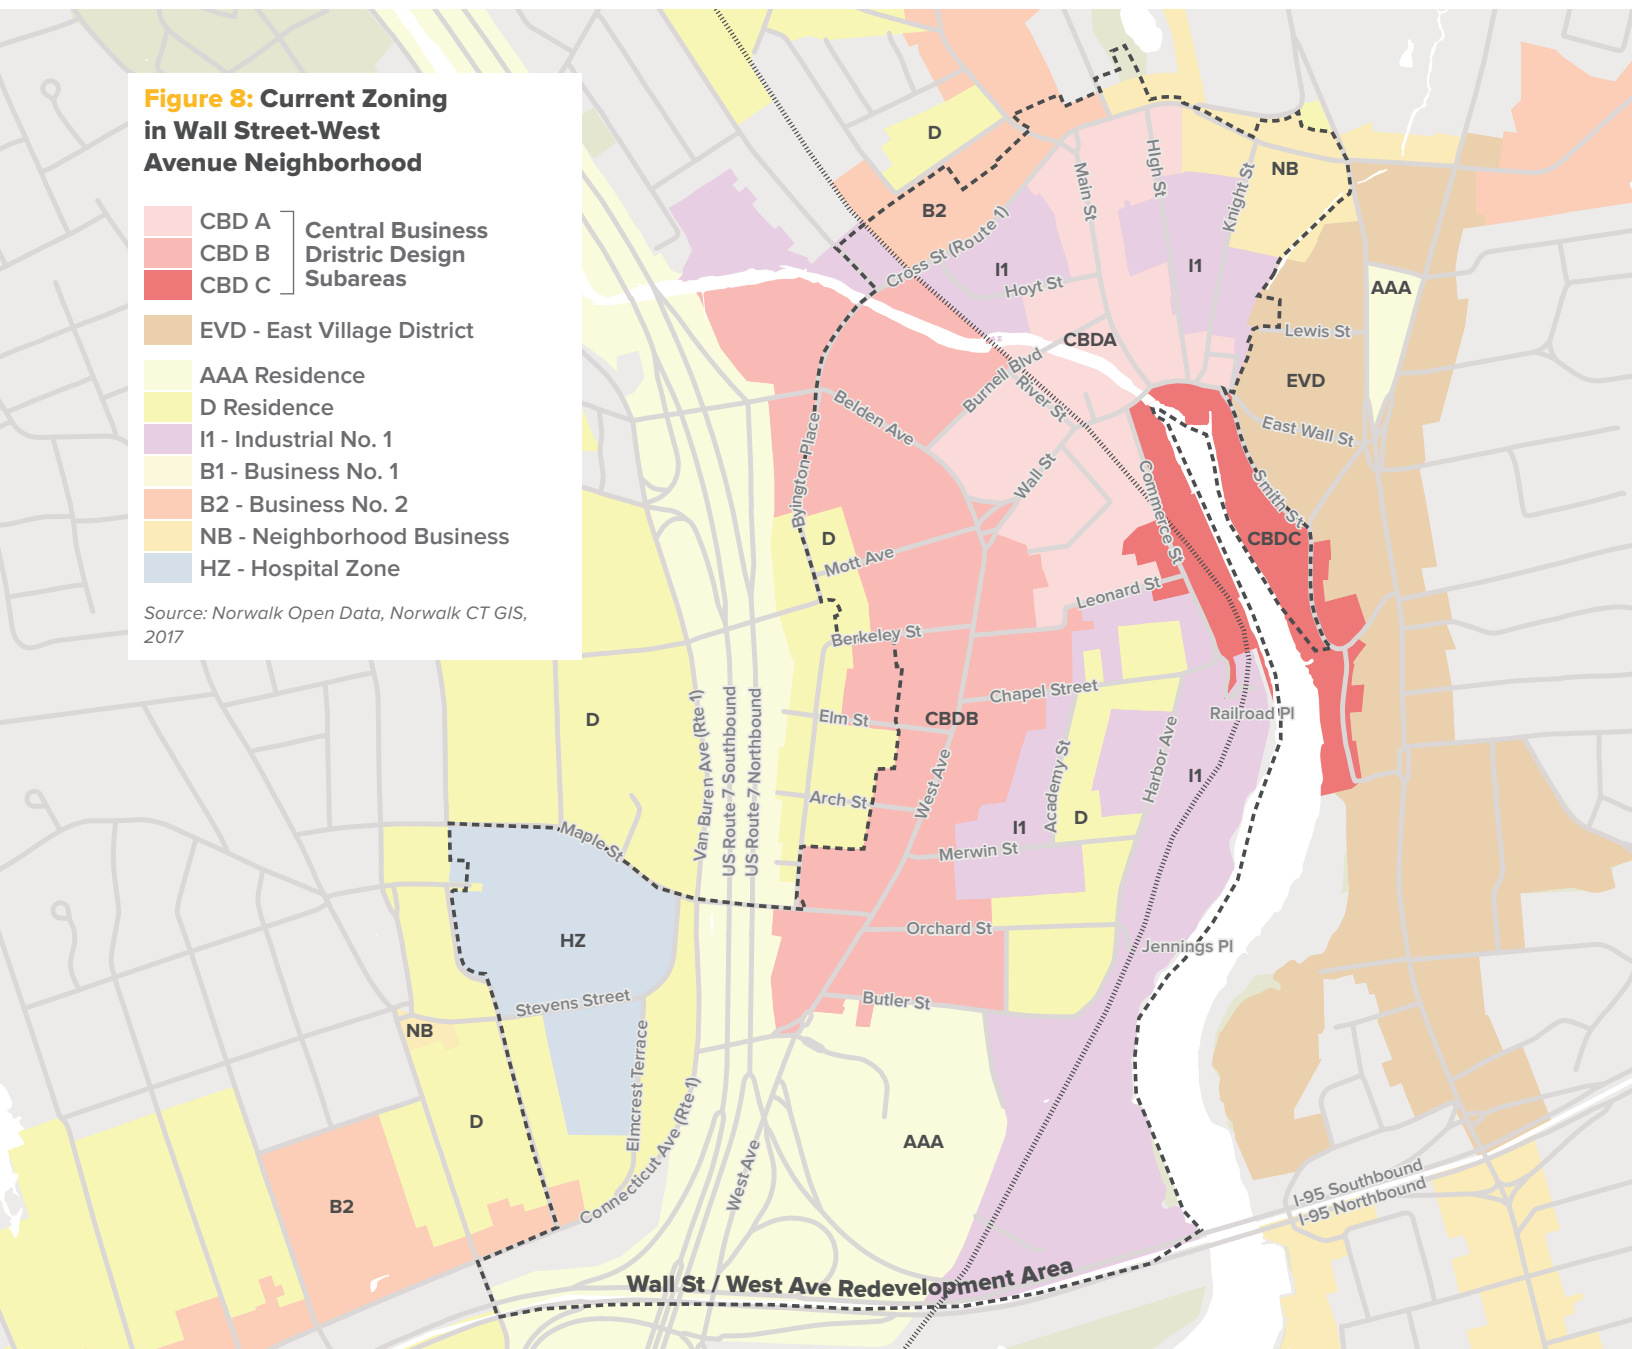 Figure 8: Current Zoning
in Wall Street-West
Avenue Neighborhood
CBD A
CBD B
CBD C
Central Business
Dristric Design
Subareas
EVD - East Village District
AAA Residence
D Residence
I1 - Industrial No. 1
B1 - Business No. 1
B2 - Business No. 2
NB - Neighborhood Business
HZ - Hospital Zone
Source: Norwalk Open Data, Norwalk CT GIS,
2017
D
B2
Cross St (Route 1)
I1
Hoyt St
Main St
HIgh St
Knight St
NB
I1
AAA
Lewis St
CBDA
EVD
East Wall St
Burnell Blvd
River St
Belden Ave
Byington Place
Wall St
Commerce St
Smith St
CBDC
D
Mott Ave
Leonard St
Berkeley St
Chapel Street
Railroad Pl
D
Van Buren Ave (Rte 1)
US Route 7 Southbound
US Route 7 Northbound
Elm St
CBDB
West Ave
Academy St
Harbor Ave
I1
Arch St
I1
D
Merwin St
Maple St
HZ
Orchard St
Jennings Pl
Stevens Street
Butler St
NB
Elmcrest Terrace
D
Connecticut Ave (Rte 1)
West Ave
AAA
B2
I-95 Southbound
I-95 Northbound
Wall St / West Ave Redevelopment Area